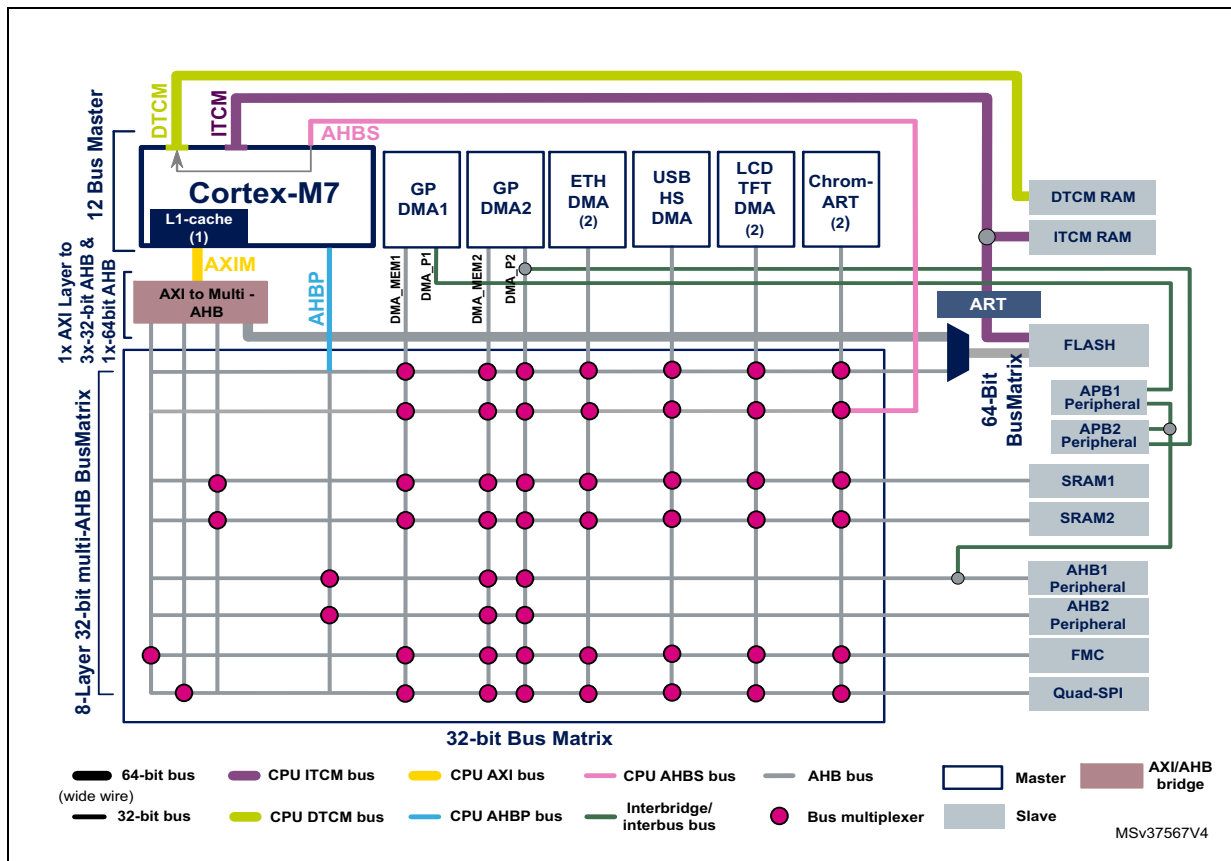 DTCM
ITCM
AHBS
12 Bus Master
Cortex-M7
L1-cache
(1)
GP
DMA1
GP
DMA2
ETH
DMA
(2)
USB
HS
DMA
LCD
TFT
DMA
(2)
Chrom-
ART
(2)
DTCM RAM
ITCM RAM
AXIM
AHBP
DMA_MEM1
DMA_P1
DMA_MEM2
DMA_P2
1x AXI Layer to
3x-32-bit AHB &
1x-64bit AHB
AXI to Multi -
AHB
ART
FLASH
64-Bit
BusMatrix
APB1
Peripheral
APB2
Peripheral
8-Layer 32-bit multi-AHB BusMatrix
SRAM1
SRAM2
AHB1
Peripheral
AHB2
Peripheral
FMC
Quad-SPI
32-bit Bus Matrix
64-bit bus
(wide wire)
CPU ITCM bus
CPU AXI bus
CPU AHBS bus
AHB bus
Master
AXI/AHB
bridge
32-bit bus
CPU DTCM bus
CPU AHBP bus
Interbridge/
interbus bus
Bus multiplexer
Slave
MSv37567V4